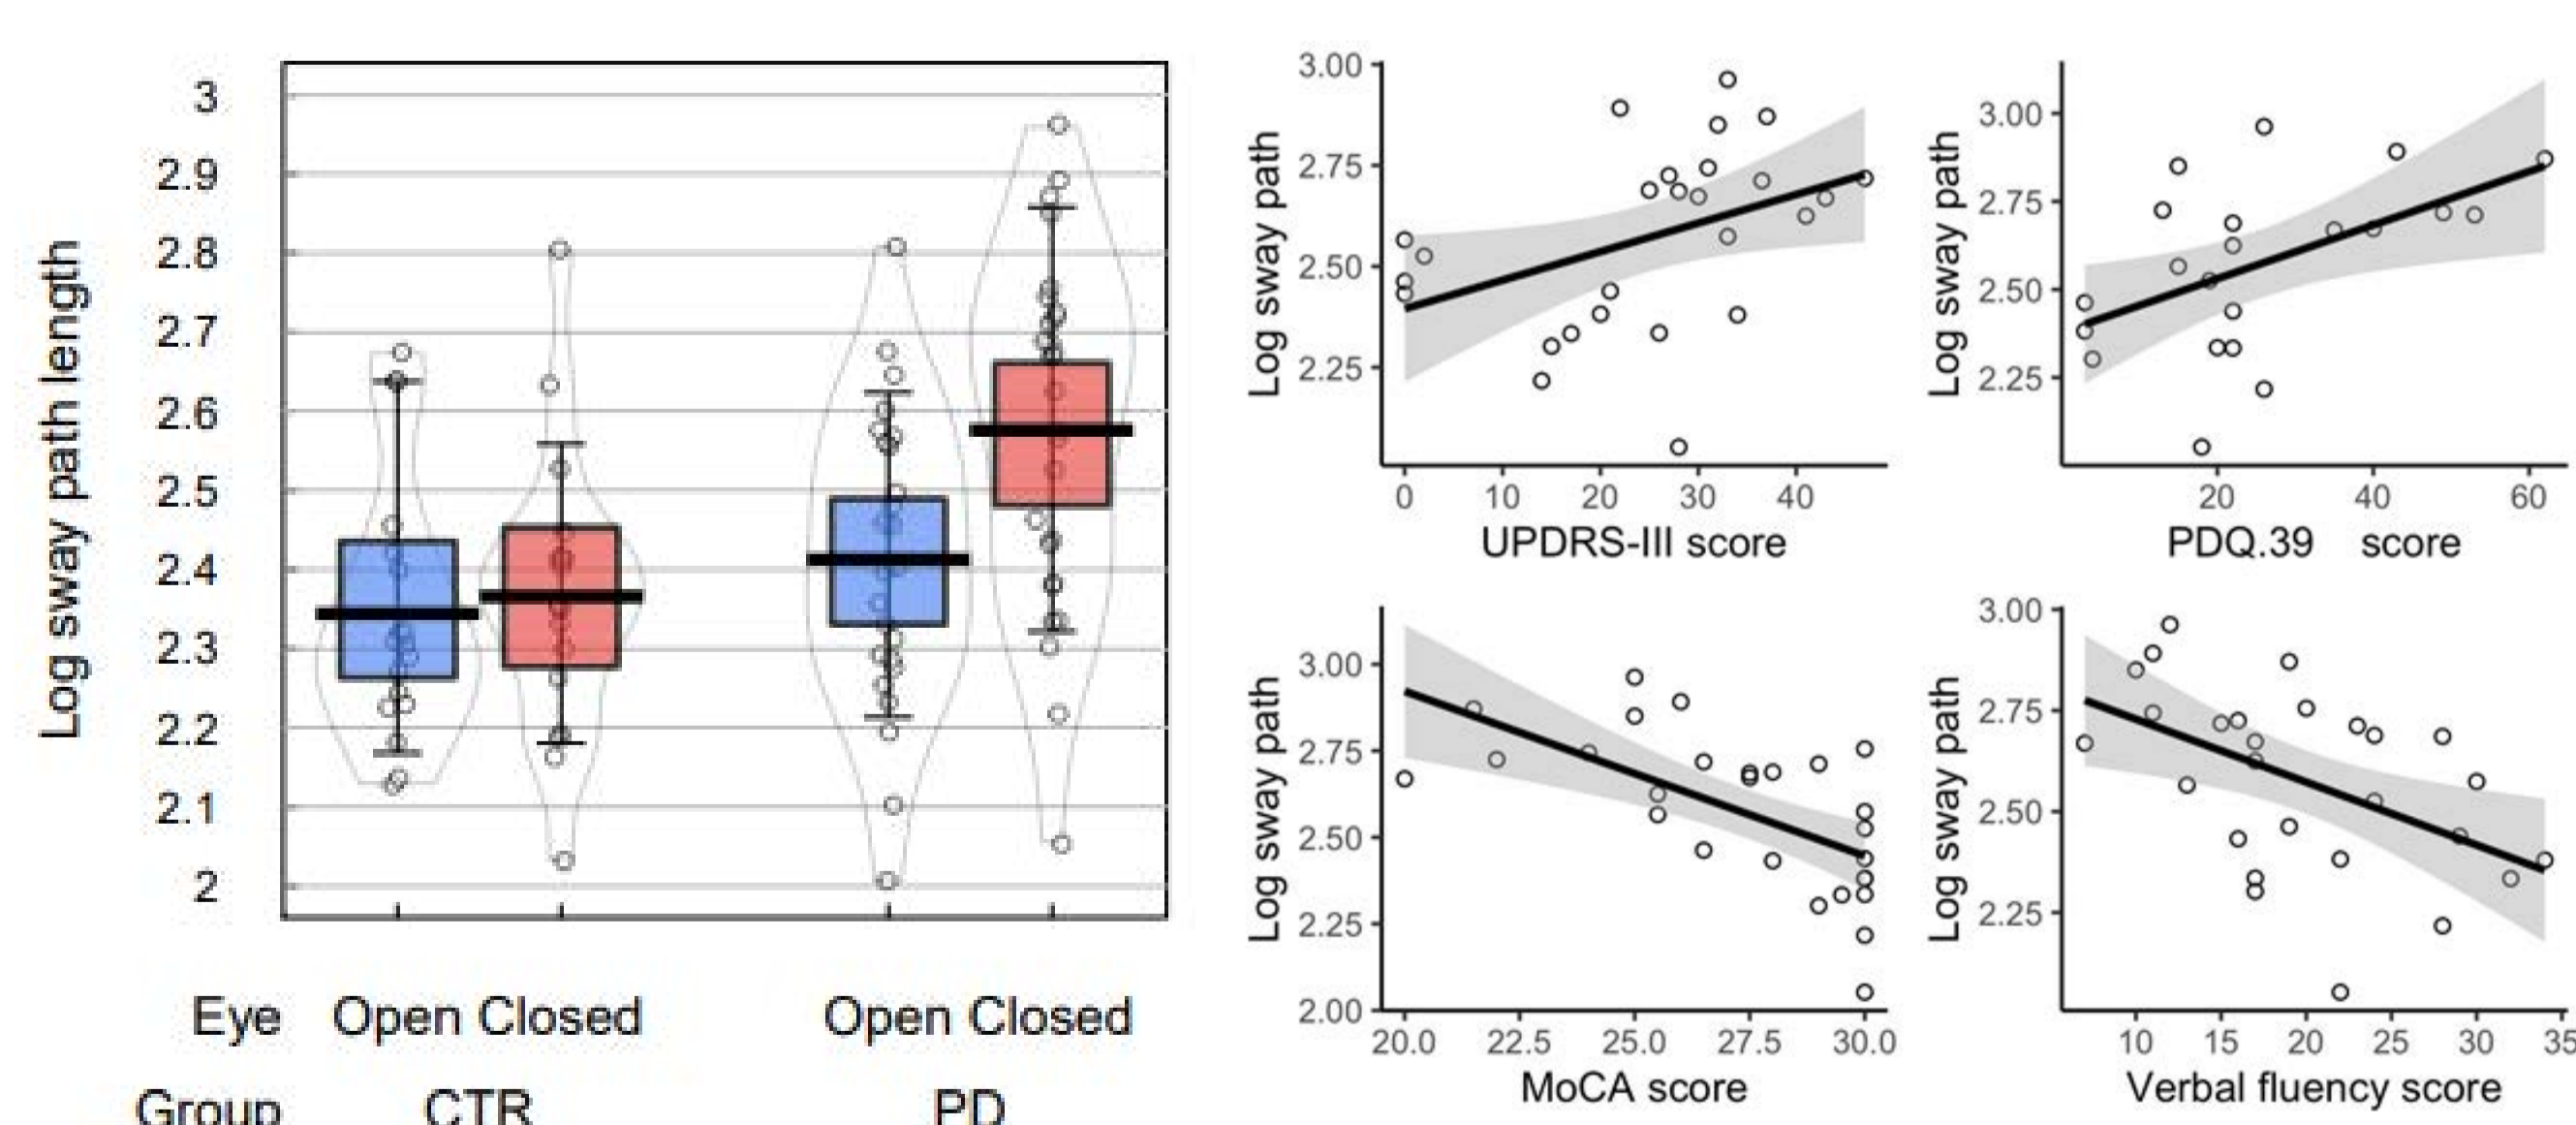 Log sway path length
3
2.9
2.8
2.7
2.6
2.5
2.4
2.3
2.2
2.1
2
Eye Open Closed Open Closed
Group CTR PD
Log sway path
3.00
2.75
2.50
2.25
0 10 20 30 40
UPDRS-III score
Log sway path
3.00
2.75
2.50
2.25
20 40 60
PDQ.39 score
Log sway path
3.00
2.75
2.50
2.25
2.00
20.0 22.5 25.0 27.5 30.0
MoCA score
Log sway path
3.00
2.75
2.50
2.25
10 15 20 25 30 35
Verbal fluency score